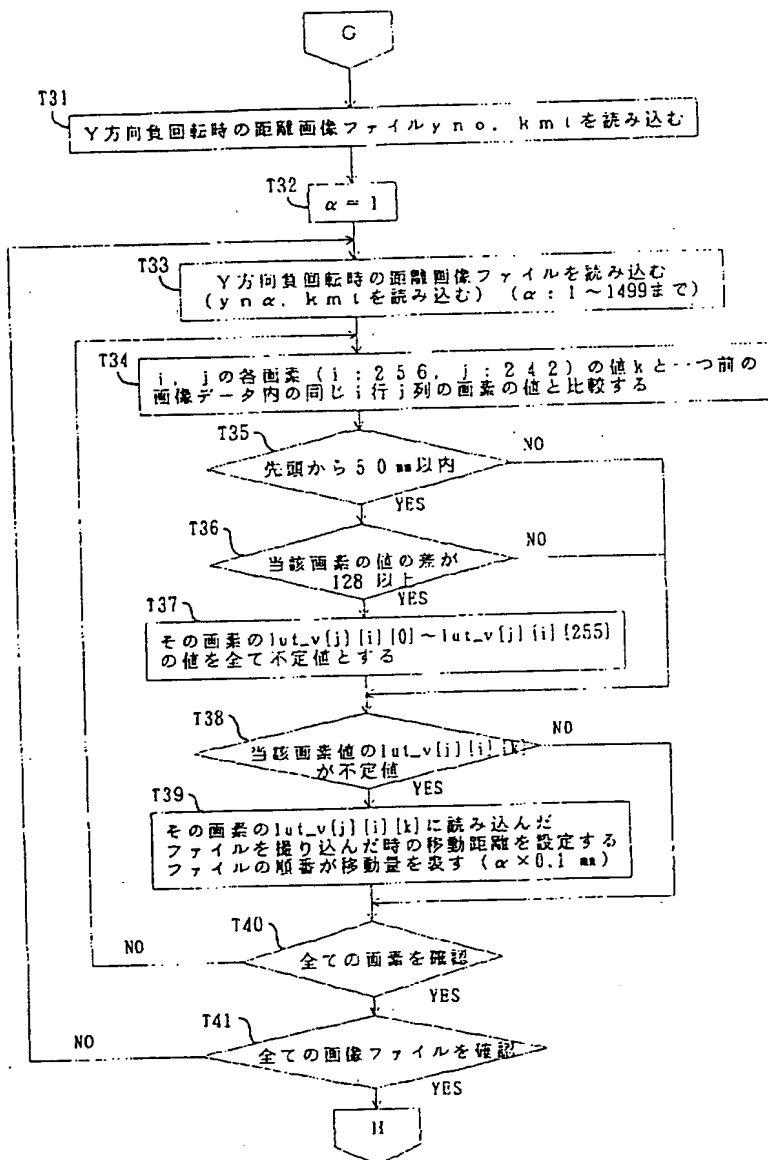 G
T31
Y方向負回転時の距離画像ファイルyn0.kmlを読み込む
T32
α=1
T33
Y方向負回転時の距離画像ファイルを読み込む
(ynα.kmlを読み込む) (α:1~1499まで)
T34
i,jの各画素(i:256,j:242)の値kと一つ前の
画像データ内の同じi行j列の画素の値と比較する
T35
先頭から50mm以内
NO
YES
T36
当該画素の値の差が
128以上
NO
YES
T37
その画素のlut_v[j][i][0]~lut_v[j][i][255]
の値を全て不定値とする
T38
当該画素値のlut_v[j][i][k]
が不定値
NO
YES
T39
その画素のlut_v[j][i][k]に読み込んだ
ファイルを撮り込んだ時の移動距離を設定する
ファイルの順番が移動量を表す(α×0.1mm)
T40
全ての画素を確認
NO
YES
T41
全ての画像ファイルを確認
NO
YES
H